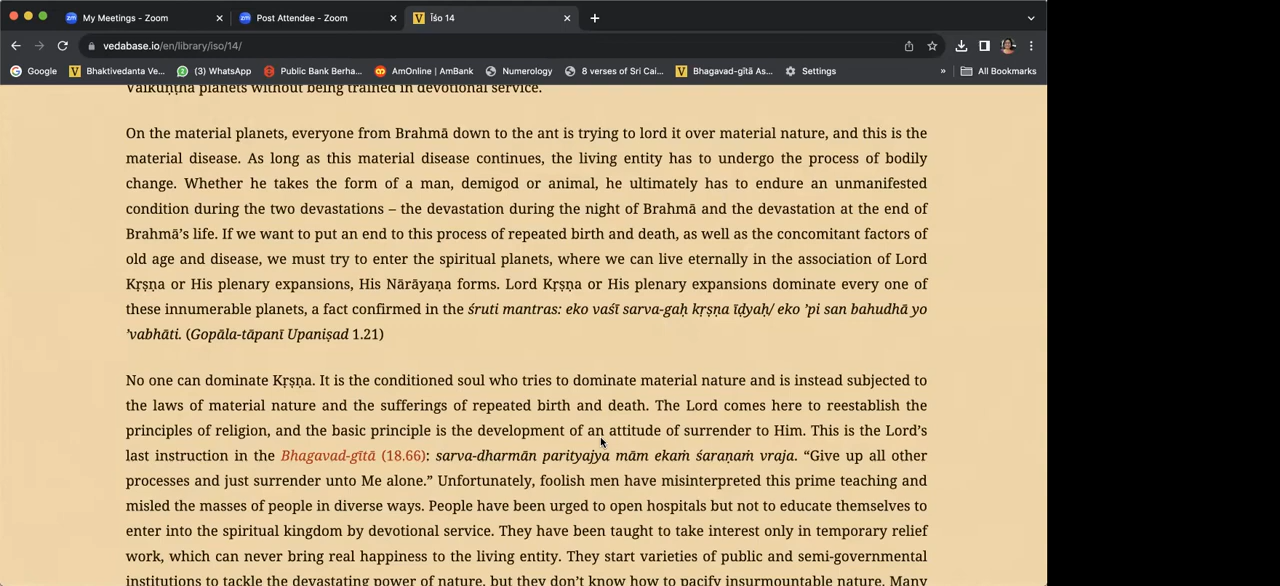 My Meetings - Zoom
Post Attendee - Zoom
Īśo 14
vedabase.io/en/library/iso/14/
Google
Bhaktivedanta Ve...
(3) WhatsApp
Public Bank Berha...
AmOnline | AmBank
Numerology
8 verses of Sri Cai...
Bhagavad-gītā As...
Settings
»
All Bookmarks
Vaikuṇṭha planets without being trained in devotional service.
On the material planets, everyone from Brahmā down to the ant is trying to lord it over material nature, and this is the
material disease. As long as this material disease continues, the living entity has to undergo the process of bodily
change. Whether he takes the form of a man, demigod or animal, he ultimately has to endure an unmanifested
condition during the two devastations – the devastation during the night of Brahmā and the devastation at the end of
Brahmā’s life. If we want to put an end to this process of repeated birth and death, as well as the concomitant factors of
old age and disease, we must try to enter the spiritual planets, where we can live eternally in the association of Lord
Kṛṣṇa or His plenary expansions, His Nārāyaṇa forms. Lord Kṛṣṇa or His plenary expansions dominate every one of
these innumerable planets, a fact confirmed in the śruti mantras: eko vaśī sarva-gaḥ kṛṣṇa īḍyaḥ/ eko ’pi san bahudhā yo
’vabhāti. (Gopāla-tāpanī Upaniṣad 1.21)
No one can dominate Kṛṣṇa. It is the conditioned soul who tries to dominate material nature and is instead subjected to
the laws of material nature and the sufferings of repeated birth and death. The Lord comes here to reestablish the
principles of religion, and the basic principle is the development of an attitude of surrender to Him. This is the Lord’s
last instruction in the Bhagavad-gītā (18.66): sarva-dharmān parityajya mām ekaṁ śaraṇaṁ vraja. “Give up all other
processes and just surrender unto Me alone.” Unfortunately, foolish men have misinterpreted this prime teaching and
misled the masses of people in diverse ways. People have been urged to open hospitals but not to educate themselves to
enter into the spiritual kingdom by devotional service. They have been taught to take interest only in temporary relief
work, which can never bring real happiness to the living entity. They start varieties of public and semi-governmental
institutions to tackle the devastating power of nature, but they don’t know how to pacify insurmountable nature. Many